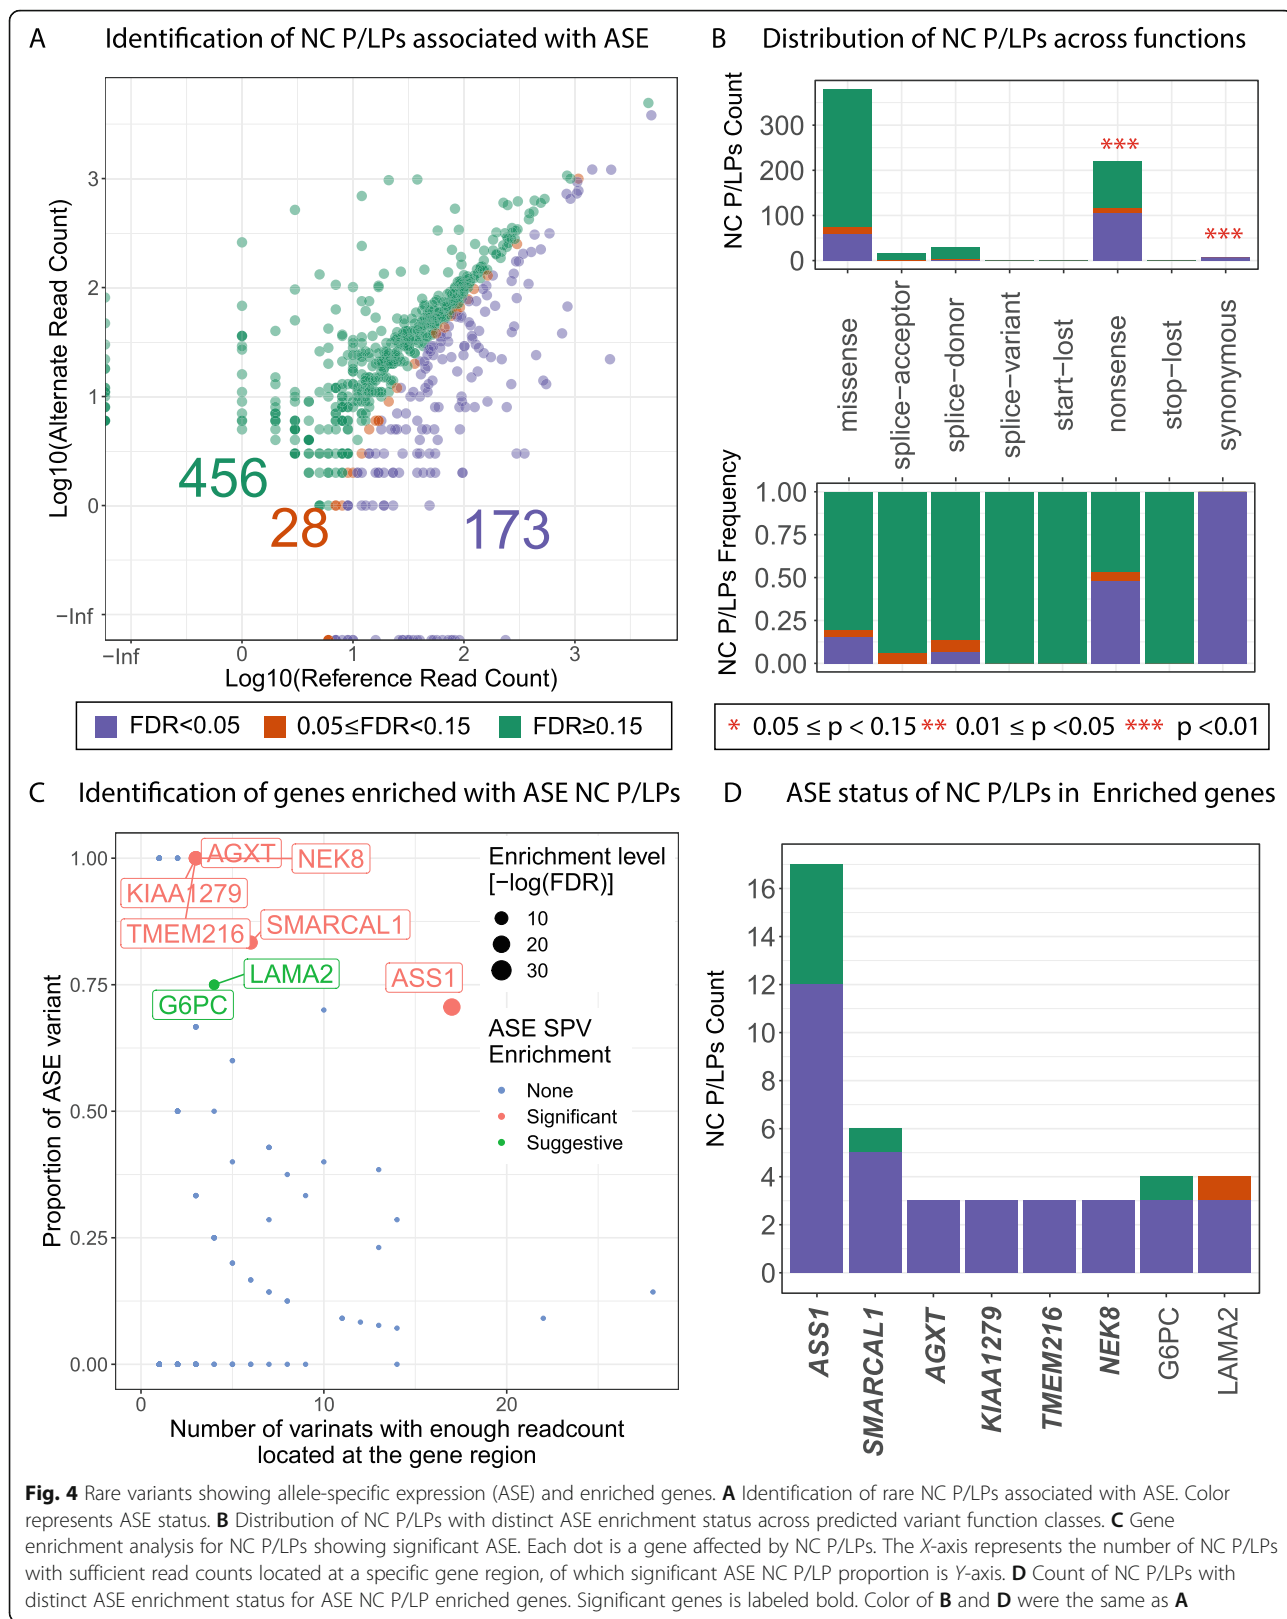 A Identification of NC P/LPs associated with ASE
Log10(Alternate Read Count)
3
2
1
0
−Inf
456
28
173
−Inf 0 1 2 3
Log10(Reference Read Count)
FDR<0.05 0.05≤FDR<0.15 FDR≥0.15
B Distribution of NC P/LPs across functions
NC P/LPs Count
300
200
100
0
***
***
missense
splice−acceptor
splice−donor
splice−variant
start−lost
nonsense
stop−lost
synonymous
NC P/LPs Frequency
1.00
0.75
0.50
0.25
0.00
* 0.05 ≤ p < 0.15 ** 0.01 ≤ p <0.05 *** p <0.01
C Identification of genes enriched with ASE NC P/LPs
Proportion of ASE variant
1.00
0.75
0.50
0.25
0.00
AGXT
NEK8
KIAA1279
TMEM216
SMARCAL1
LAMA2
G6PC
ASS1
Enrichment level
[−log(FDR)]
10
20
30
ASE SPV
Enrichment
None
Significant
Suggestive
0 10 20
Number of varinats with enough readcount
located at the gene region
D ASE status of NC P/LPs in Enriched genes
NC P/LPs Count
16
14
12
10
8
6
4
2
0
ASS1
SMARCAL1
AGXT
KIAA1279
TMEM216
NEK8
G6PC
LAMA2
Fig. 4 Rare variants showing allele-specific expression (ASE) and enriched genes. A Identification of rare NC P/LPs associated with ASE. Color
represents ASE status. B Distribution of NC P/LPs with distinct ASE enrichment status across predicted variant function classes. C Gene
enrichment analysis for NC P/LPs showing significant ASE. Each dot is a gene affected by NC P/LPs. The X-axis represents the number of NC P/LPs
with sufficient read counts located at a specific gene region, of which significant ASE NC P/LP proportion is Y-axis. D Count of NC P/LPs with
distinct ASE enrichment status for ASE NC P/LP enriched genes. Significant genes is labeled bold. Color of B and D were the same as A